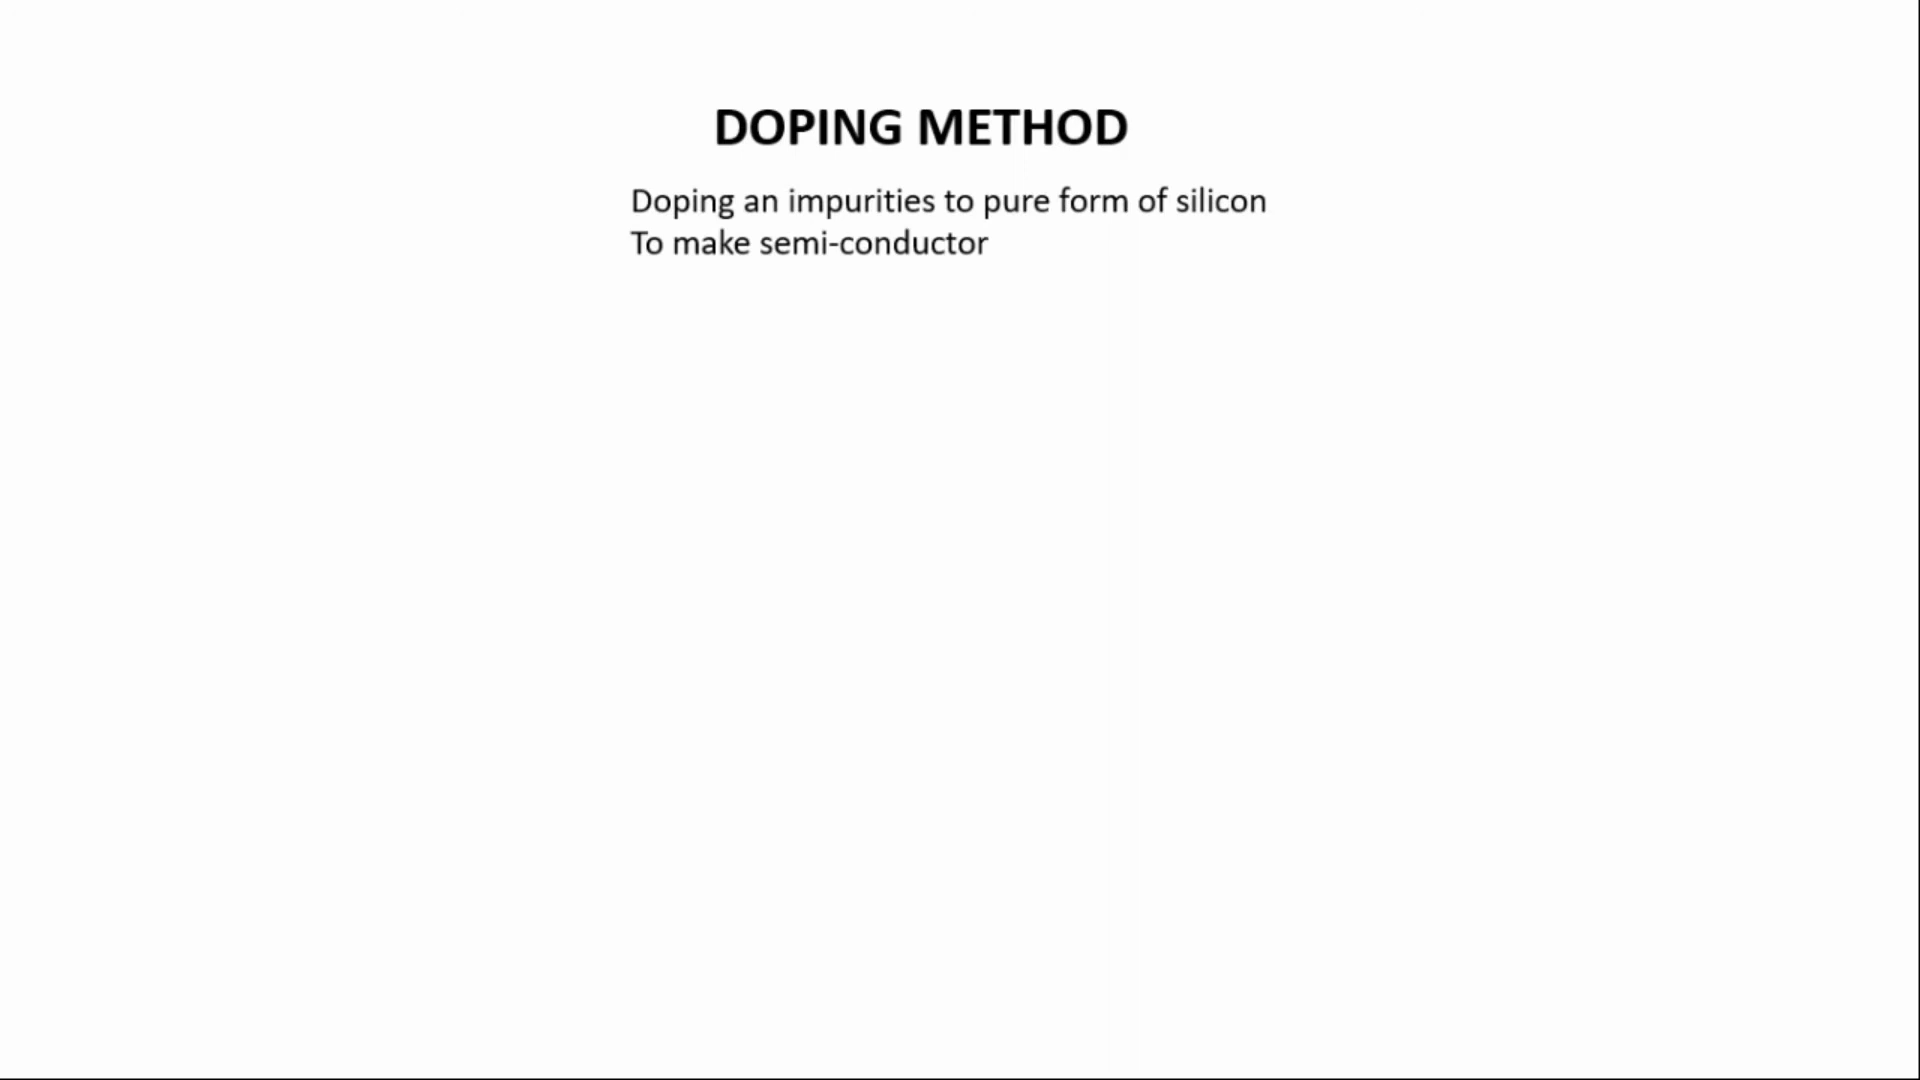 DOPING METHOD
Doping an impurities to pure form of silicon
To make semi-conductor